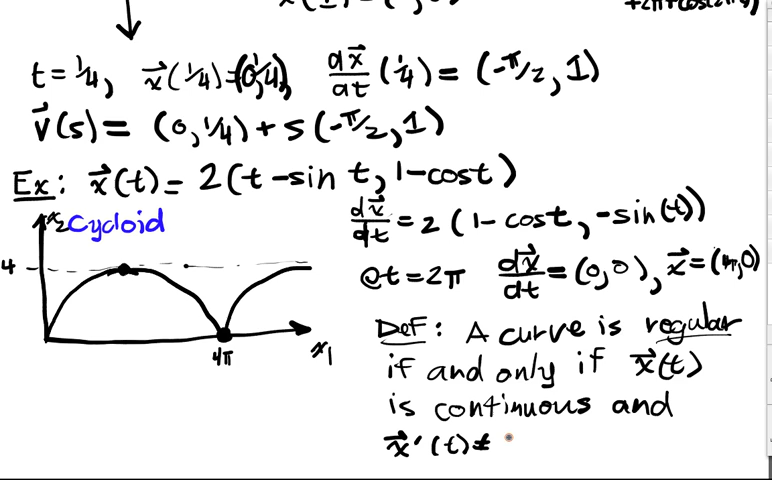 t = 1/4, x⃗(1/4) = (0,1/4), dx⃗/dt (1/4) = (-π/2, 1)
v⃗(s) = (0, 1/4) + s(-π/2, 1)
Ex: x⃗(t) = 2(t - sin t, 1 - cos t)
x₂ Cycloid
dx⃗/dt = 2 (1 - cos t, -sin(t))
4
@t = 2π dx⃗/dt = (0,0), x⃗ = (4π,0)
4π x₁
Def: A curve is regular
if and only if x⃗(t)
is continuous and
x⃗'(t) ≠